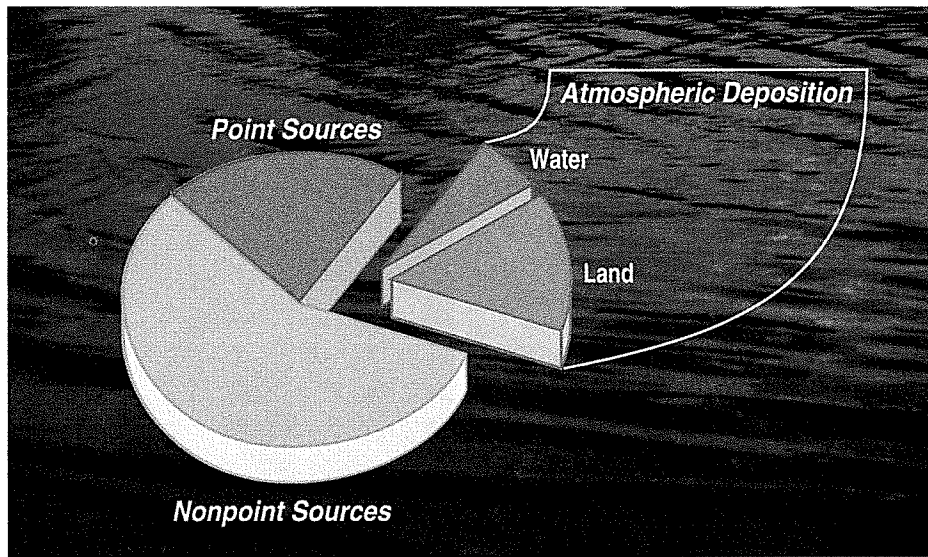 Atmospheric Deposition
Point Sources
Water
Land
Nonpoint Sources